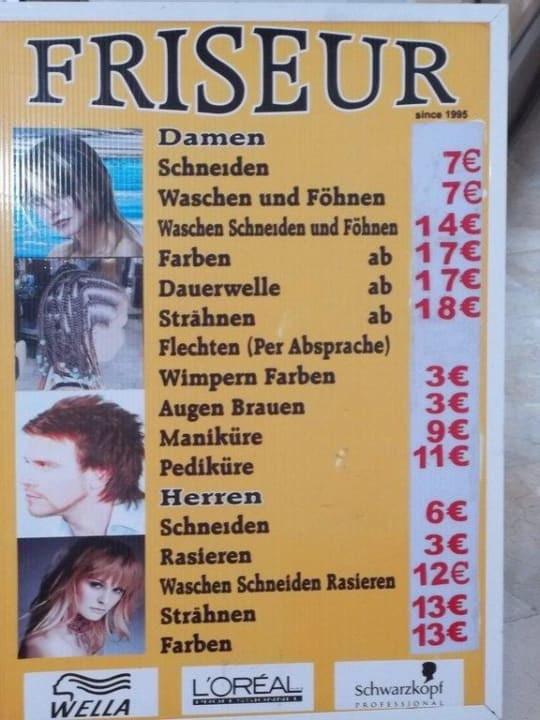 FRISEUR
since 1995
Damen
Schneiden 7€
Waschen und Föhnen 7€
Waschen Schneiden und Föhnen 14€
Farben ab 17€
Dauerwelle ab 17€
Strähnen ab 18€
Flechten (Per Absprache)
Wimpern Farben 3€
Augen Brauen 3€
Maniküre 9€
Pediküre 11€
Herren
Schneiden 6€
Rasieren 3€
Waschen Schneiden Rasieren 12€
Strähnen 13€
Farben 13€
WELLA
L'ORÉAL
PROFESSIONNEL
Schwarzkopf
PROFESSIONAL